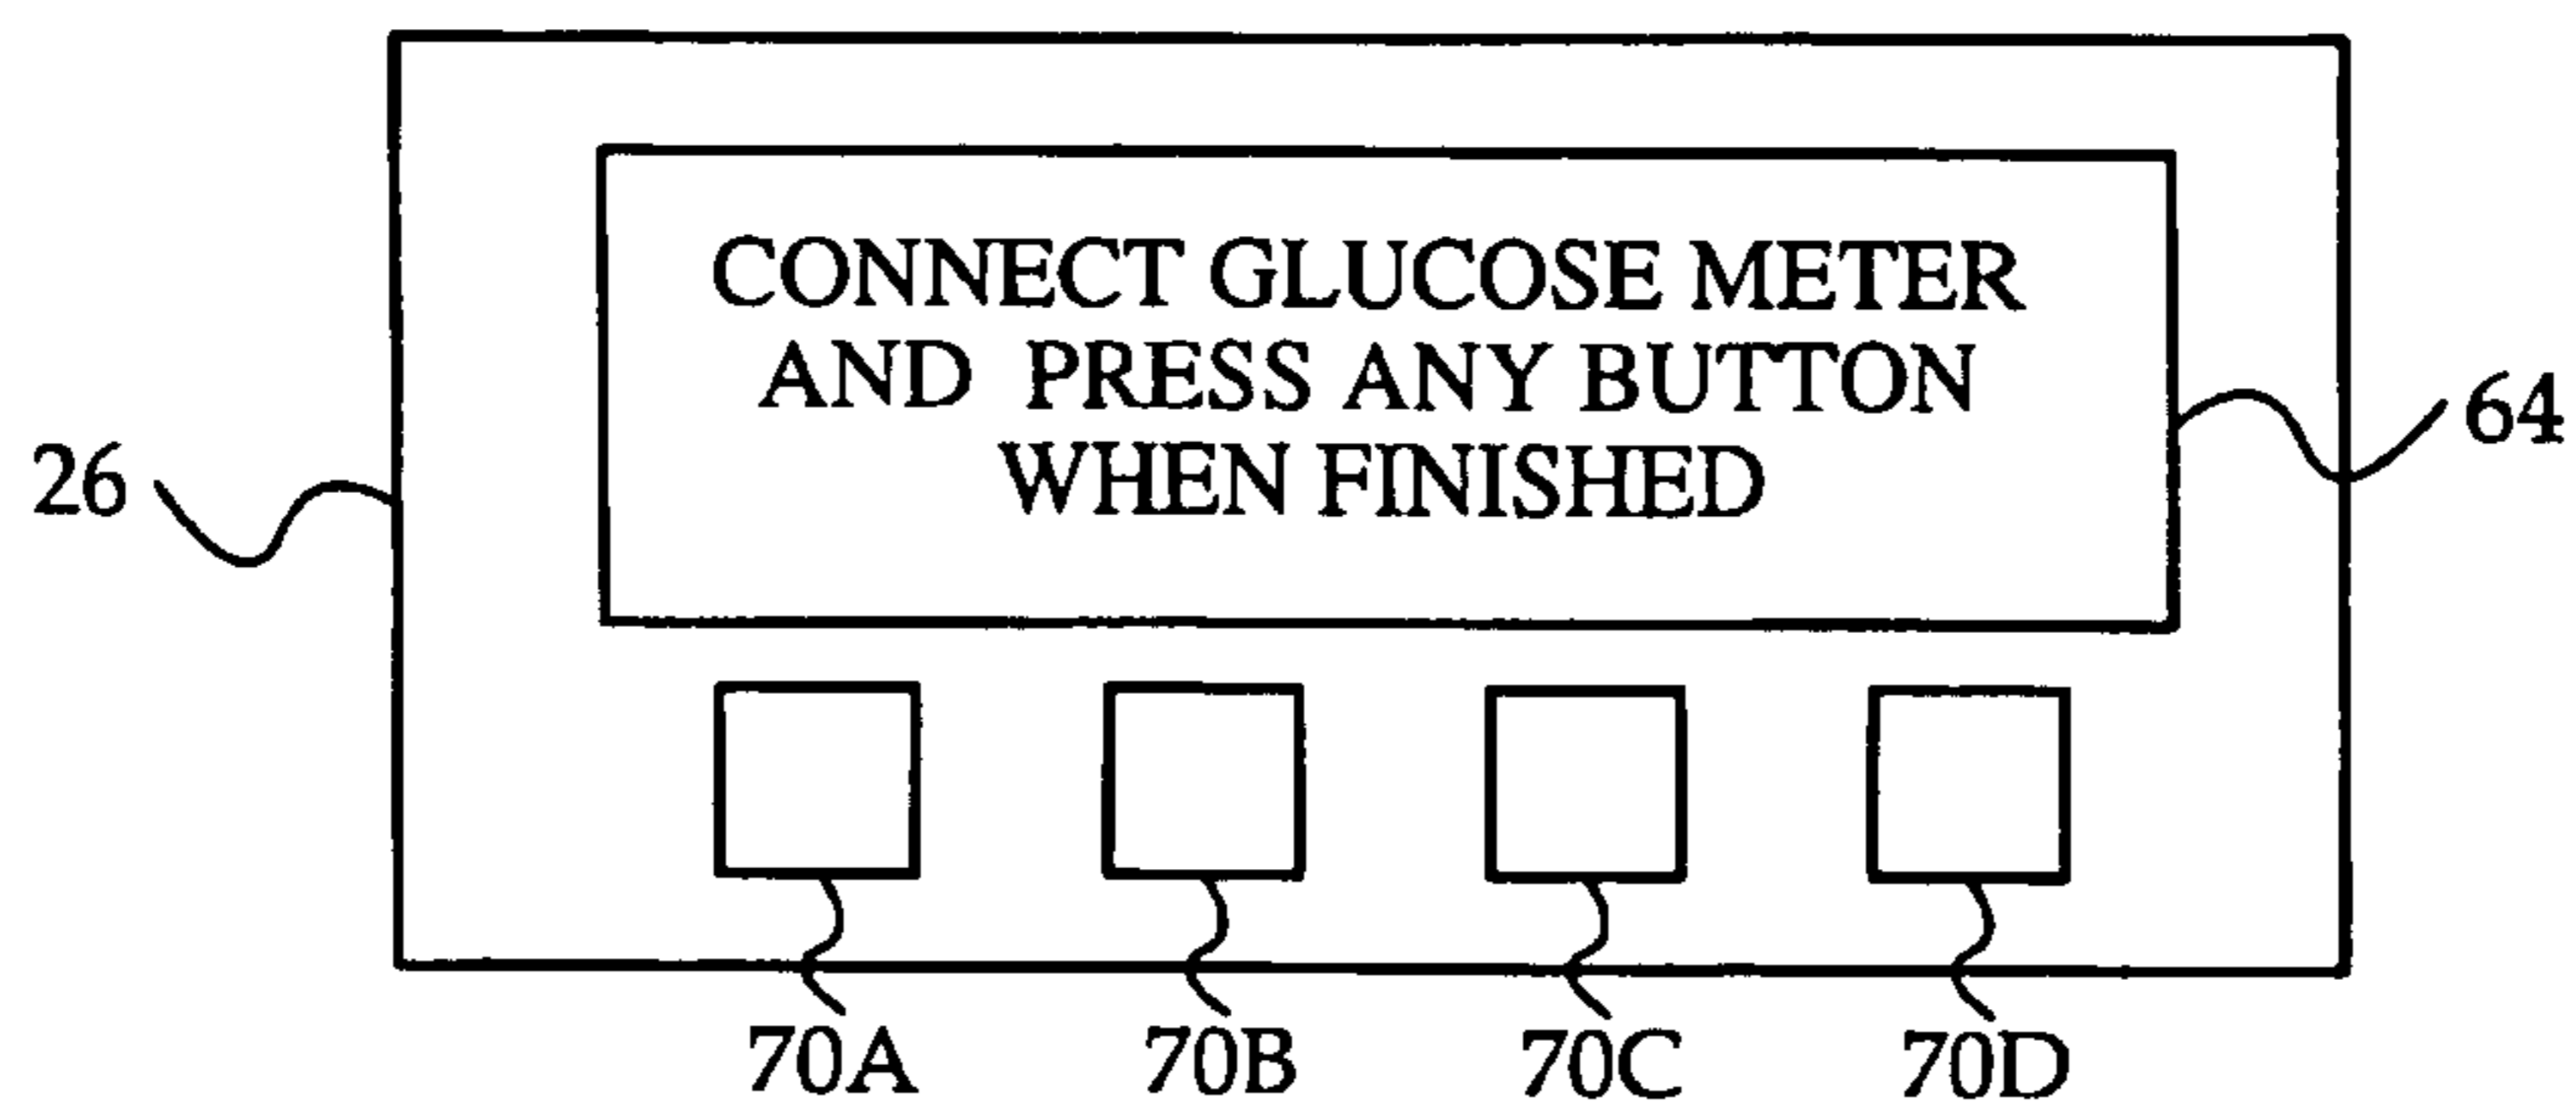 CONNECT GLUCOSE METER
AND PRESS ANY BUTTON
WHEN FINISHED
26
64
70A 70B 70C 70D